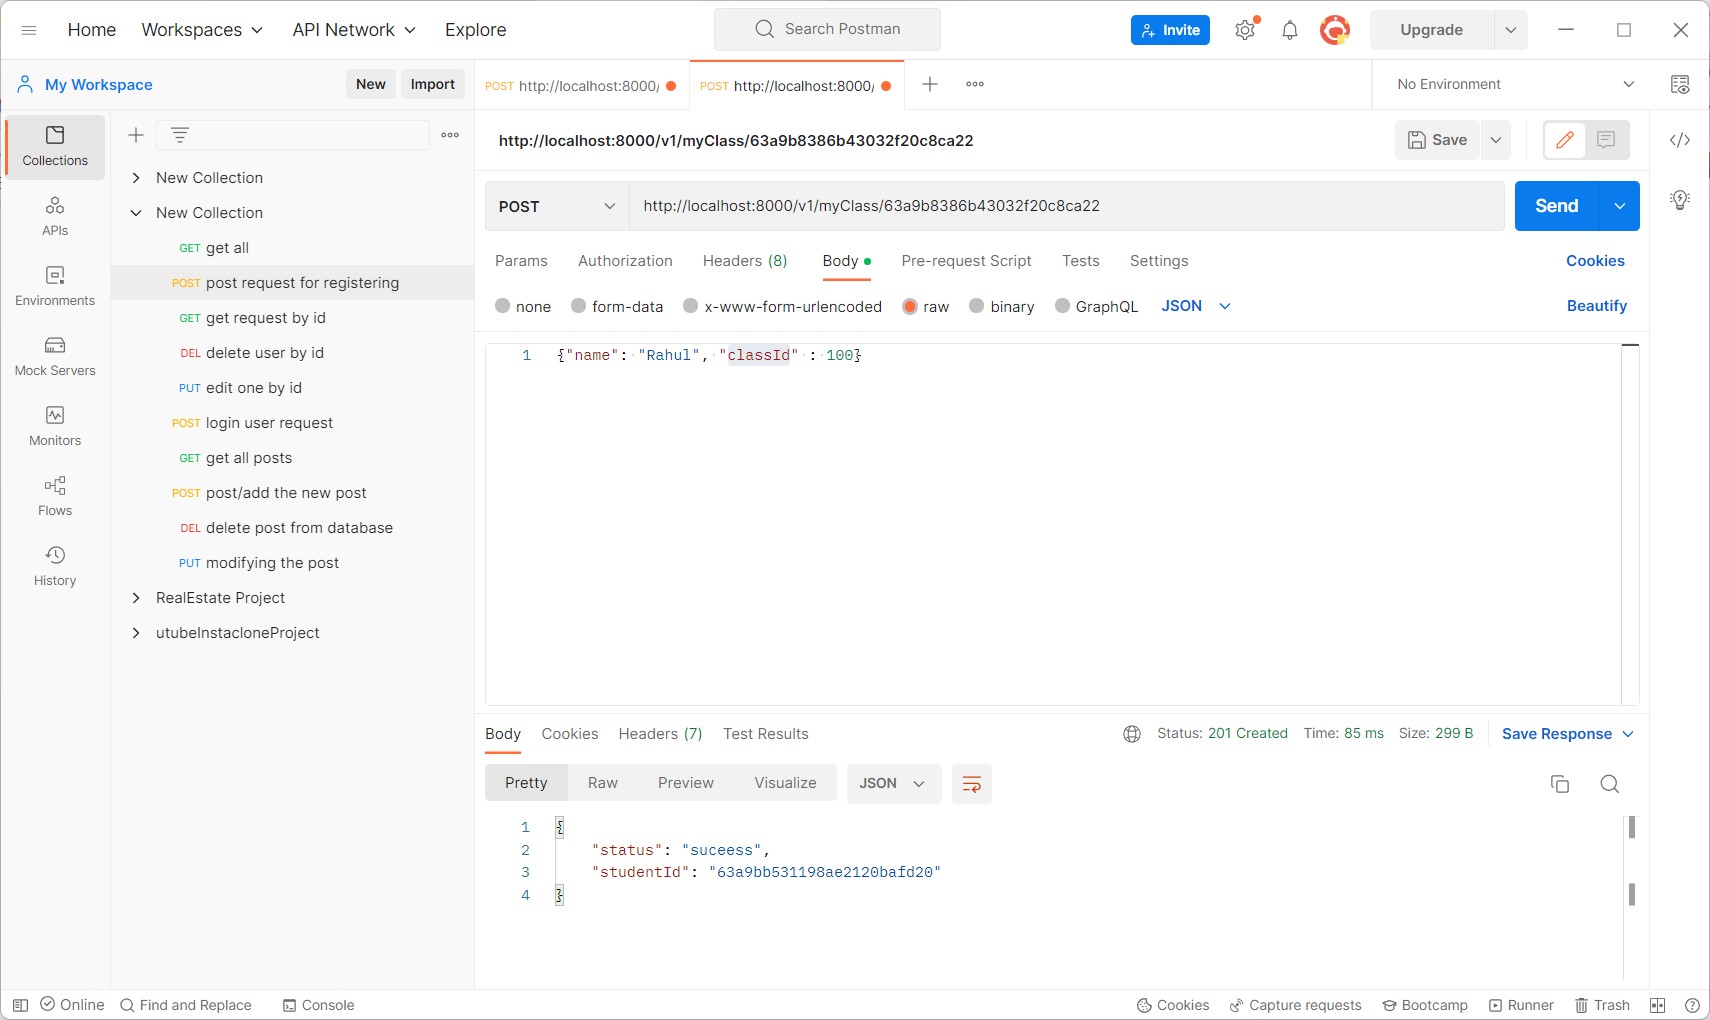 Home Workspaces API Network Explore Search Postman Invite Upgrade
My Workspace New Import POST http://localhost:8000/ POST http://localhost:8000/ No Environment
Collections
APIs
Environments
Mock Servers
Monitors
Flows
History
New Collection
New Collection
GET get all
POST post request for registering
GET get request by id
DEL delete user by id
PUT edit one by id
POST login user request
GET get all posts
POST post/add the new post
DEL delete post from database
PUT modifying the post
RealEstate Project
utubeInstacloneProject
http://localhost:8000/v1/myClass/63a9b8386b43032f20c8ca22 Save
POST http://localhost:8000/v1/myClass/63a9b8386b43032f20c8ca22 Send
Params Authorization Headers (8) Body Pre-request Script Tests Settings Cookies
none form-data x-www-form-urlencoded raw binary GraphQL JSON Beautify
1 {"name": "Rahul", "classId" : 100}
Body Cookies Headers (7) Test Results Status: 201 Created Time: 85 ms Size: 299 B Save Response
Pretty Raw Preview Visualize JSON
1 {
2 "status": "suceess",
3 "studentId": "63a9bb531198ae2120bafd20"
4 }
Online Find and Replace Console Cookies Capture requests Bootcamp Runner Trash